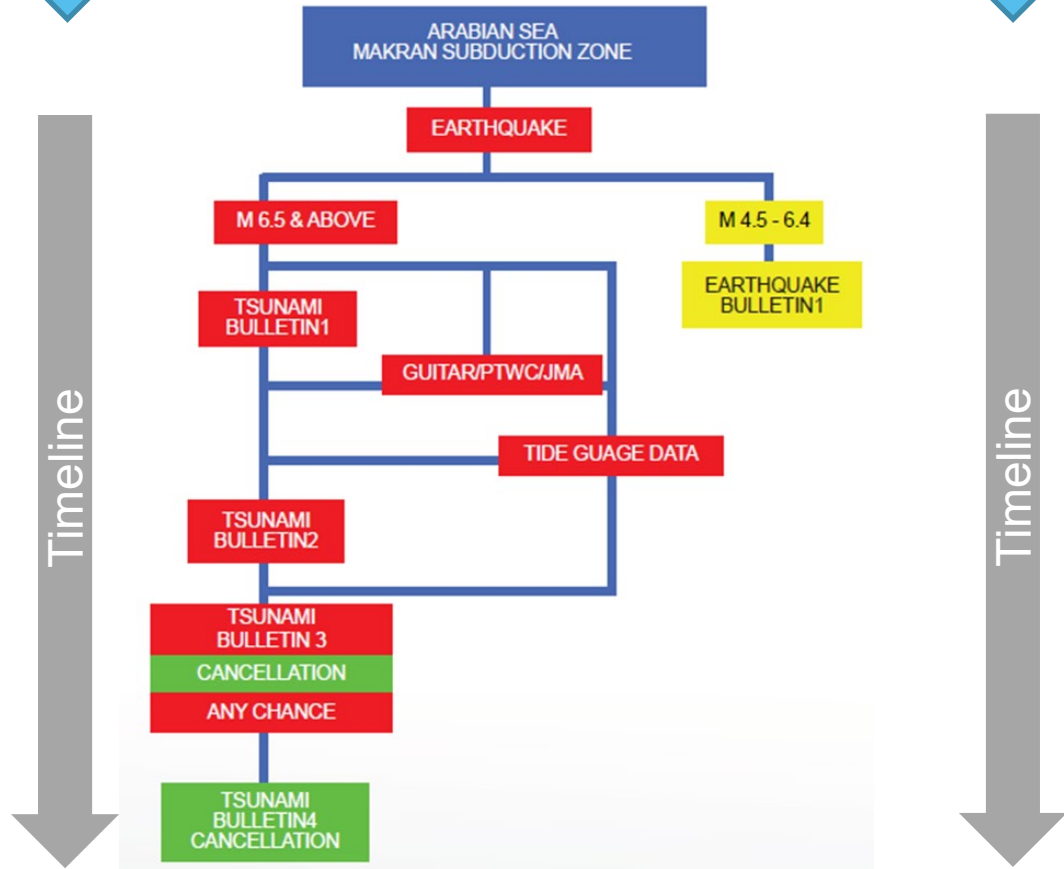 ARABIAN SEA
MAKRAN SUBDUCTION ZONE
EARTHQUAKE
M 6.5 & ABOVE
M 4.5 - 6.4
EARTHQUAKE
BULLETIN1
TSUNAMI
BULLETIN1
GUITAR/PTWC/JMA
TIDE GUAGE DATA
TSUNAMI
BULLETIN2
TSUNAMI
BULLETIN 3
CANCELLATION
ANY CHANCE
TSUNAMI
BULLETIN4
CANCELLATION
Timeline
Timeline